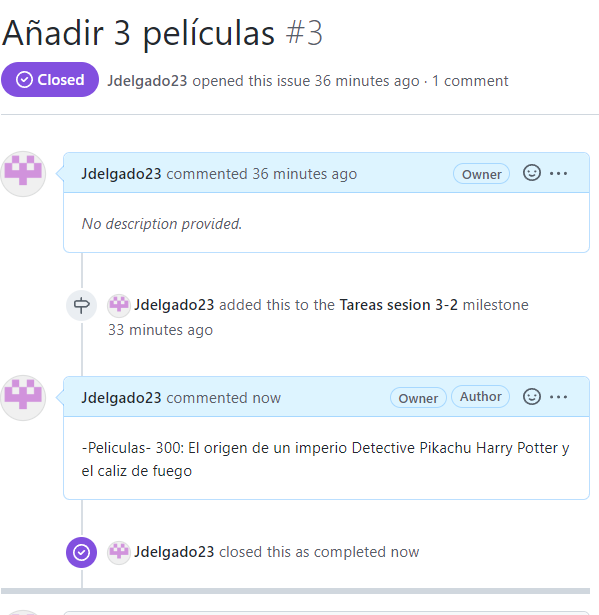 Añadir 3 películas #3
Closed Jdelgado23 opened this issue 36 minutes ago · 1 comment
Jdelgado23 commented 36 minutes ago Owner
No description provided.
Jdelgado23 added this to the Tareas sesion 3-2 milestone
33 minutes ago
Jdelgado23 commented now Owner Author
-Peliculas- 300: El origen de un imperio Detective Pikachu Harry Potter y
el caliz de fuego
Jdelgado23 closed this as completed now